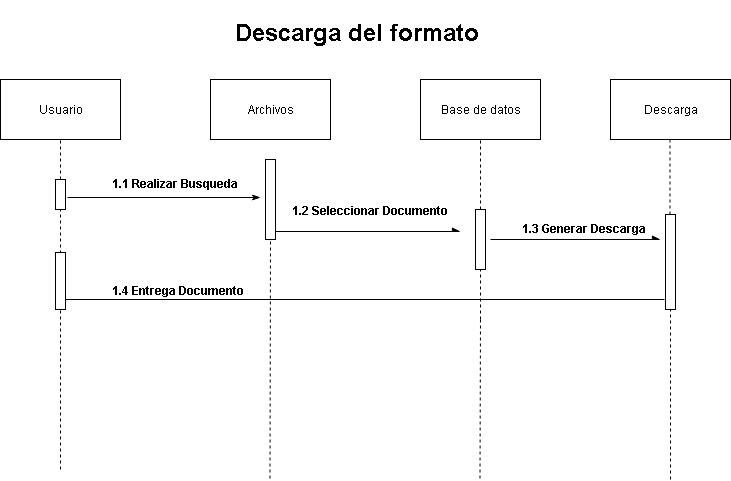 Descarga del formato
Usuario
Archivos
Base de datos
Descarga
1.1 Realizar Busqueda
1.2 Seleccionar Documento
1.3 Generar Descarga
1.4 Entrega Documento